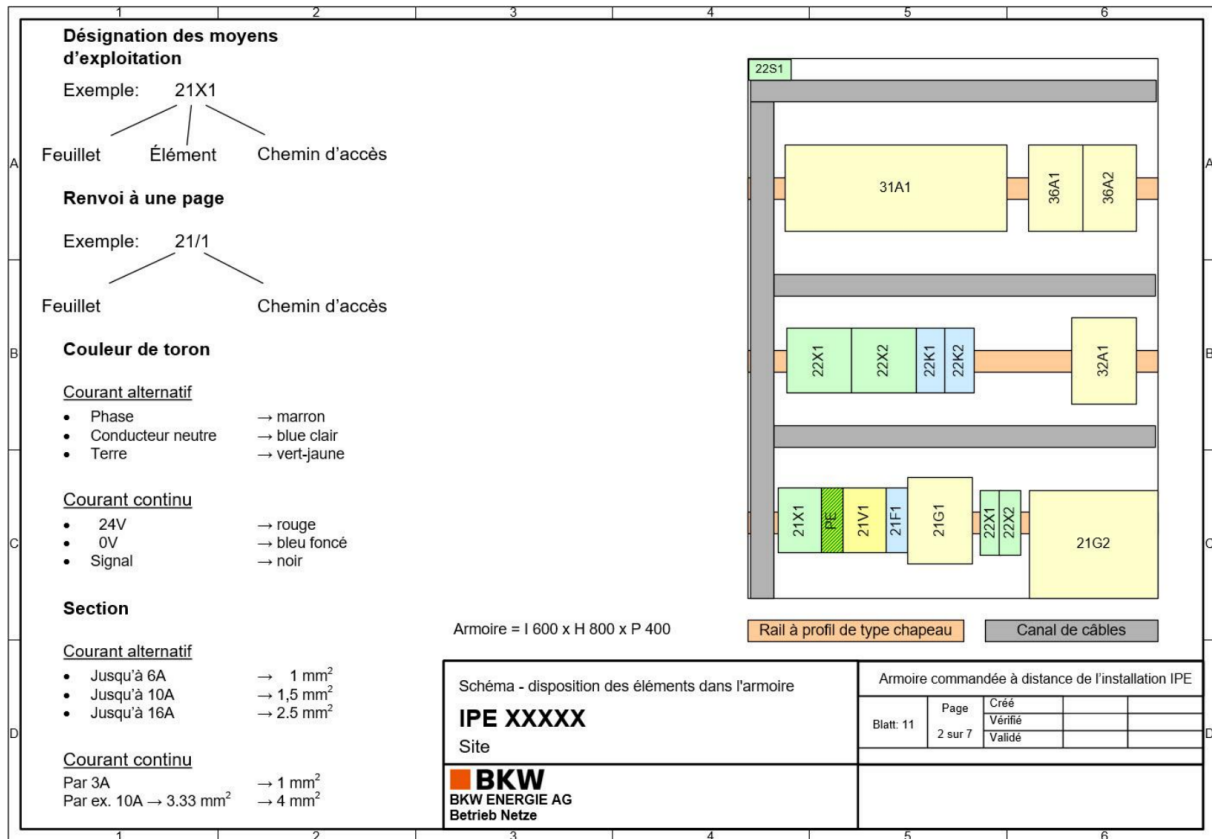 1 2 3 4 5 6
Désignation des moyens
d'exploitation
Exemple: 21X1
Feuillet Élément Chemin d'accès
Renvoi à une page
Exemple: 21/1
Feuillet Chemin d'accès
Couleur de toron
Courant alternatif
• Phase → marron
• Conducteur neutre → blue clair
• Terre → vert-jaune
Courant continu
• 24V → rouge
• 0V → bleu foncé
• Signal → noir
Section
Courant alternatif
• Jusqu'à 6A → 1 mm²
• Jusqu'à 10A → 1,5 mm²
• Jusqu'à 16A → 2.5 mm²
Courant continu
Par 3A → 1 mm²
Par ex. 10A → 3.33 mm² → 4 mm²
22S1
31A1 36A1 36A2
22X1 22X2 22K1 22K2 32A1
21X1 PE 21V1 21F1 21G1 22X1 22X2 21G2
Armoire = l 600 x H 800 x P 400
Rail à profil de type chapeau Canal de câbles
Schéma - disposition des éléments dans l'armoire
IPE XXXXX
Site
BKW
BKW ENERGIE AG
Betrieb Netze
Armoire commandée à distance de l'installation IPE
Blatt: 11
Page
2 sur 7
Créé
Vérifié
Validé
A A
B B
C C
D D
1 2 3 4 5 6